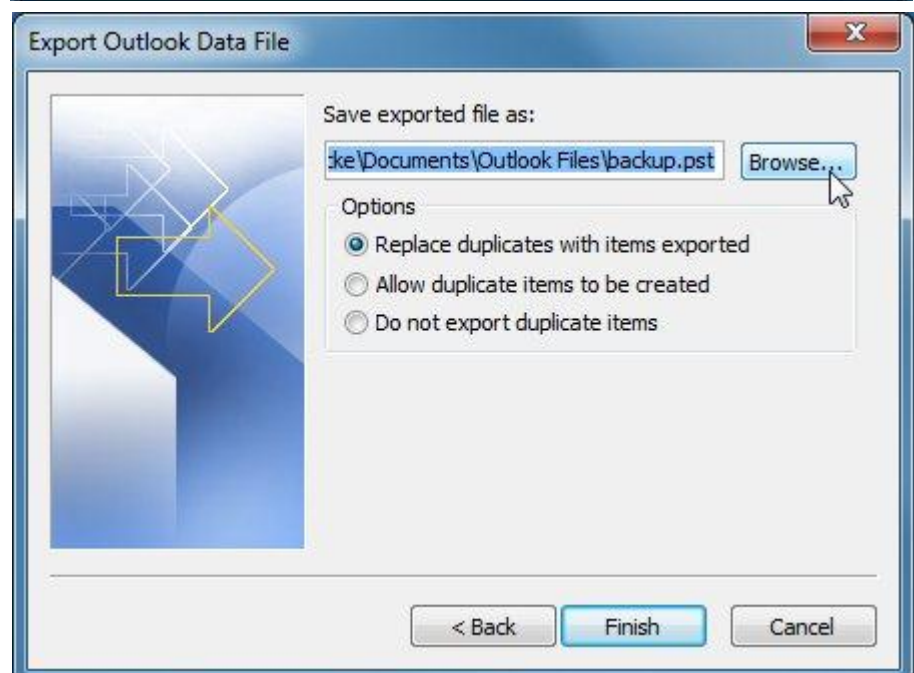 Export Outlook Data File
Save exported file as:
ke\Documents\Outlook Files\backup.pst
Browse...
Options
Replace duplicates with items exported
Allow duplicate items to be created
Do not export duplicate items
< Back
Finish
Cancel